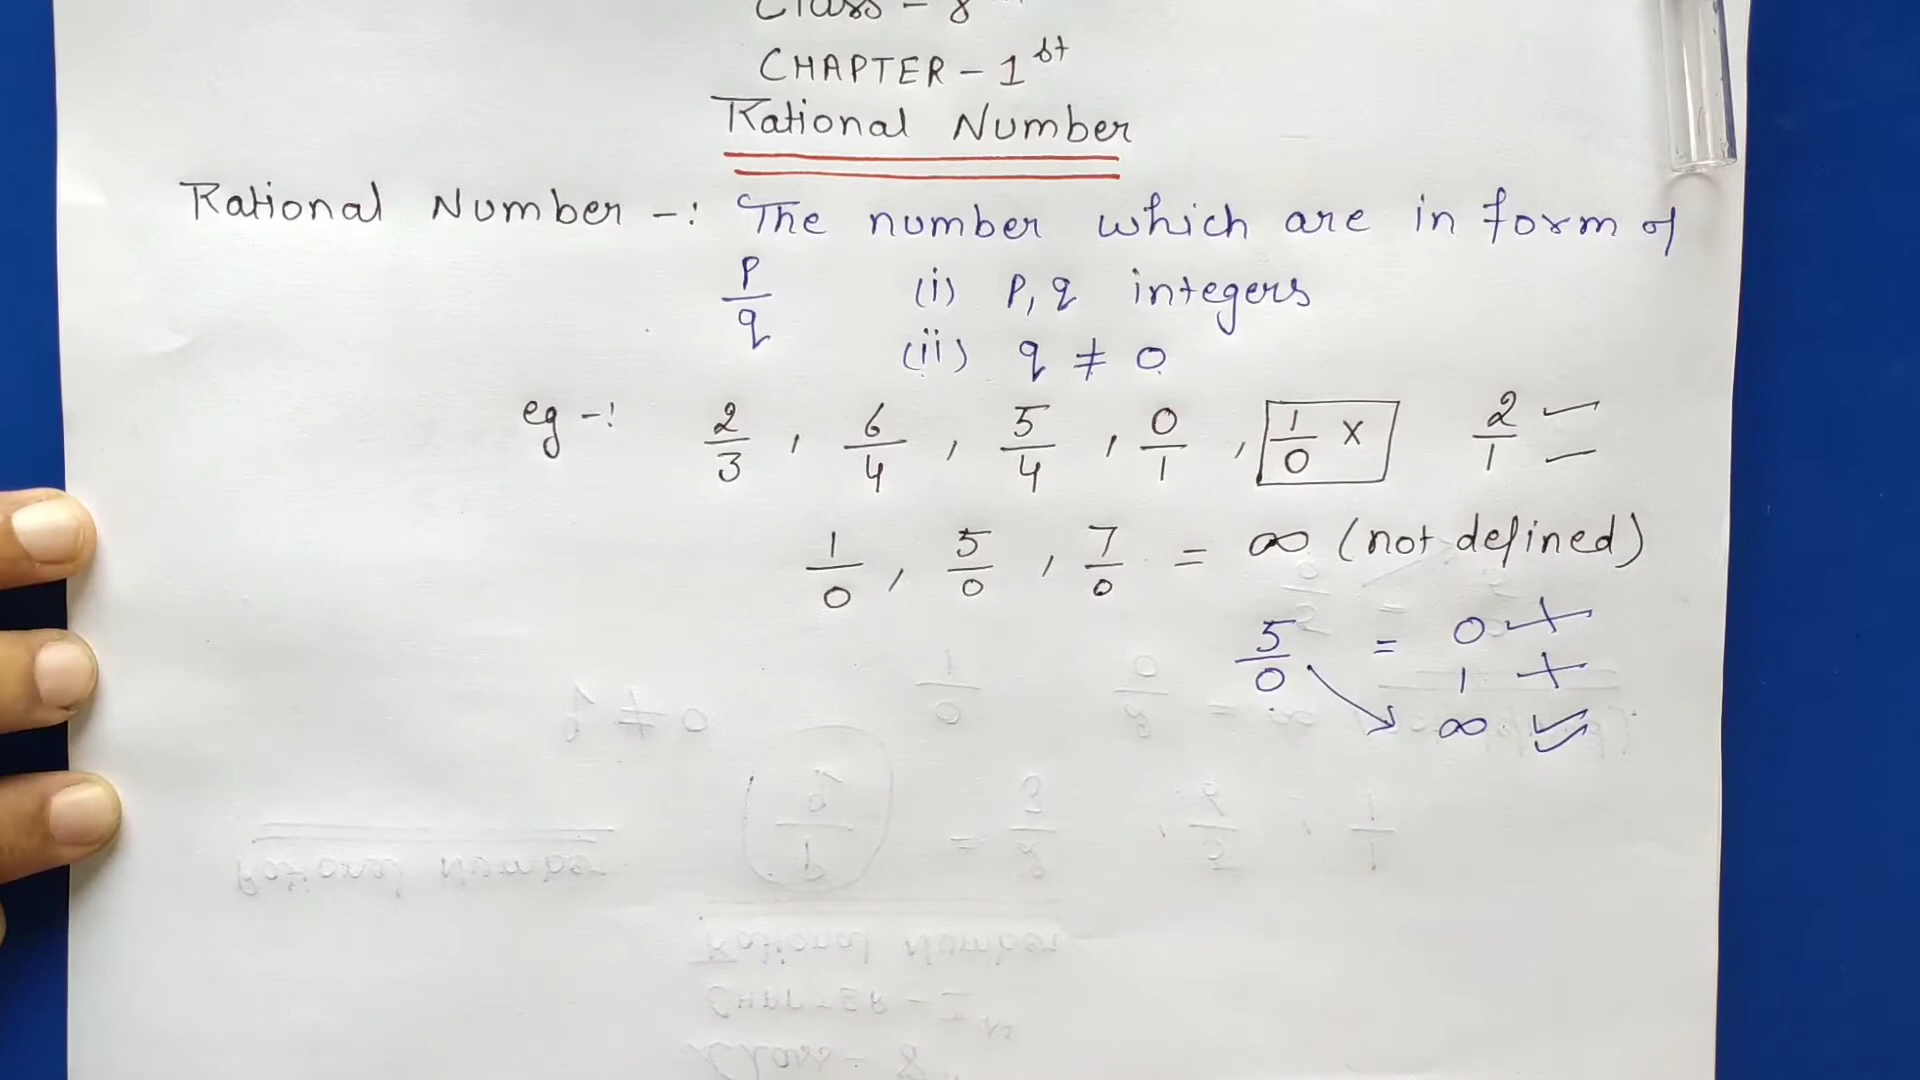 Class - 8
CHAPTER - 1st
Rational Number
Rational Number -: The number which are in form of
p/q (i) p, q integers
(ii) q ≠ 0
eg -: 2/3 , 6/4 , 5/4 , 0/1 , 1/0 × 2/1
1/0 , 5/0 , 7/0 = ∞ (not defined)
5/0 = 0 ×
1 ×
∞ ✓